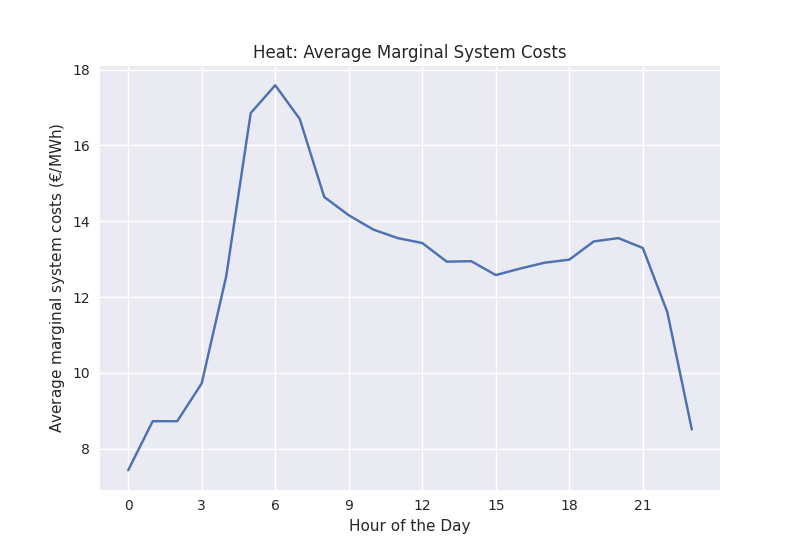 Heat: Average Marginal System Costs
Average marginal system costs (€/MWh)
18
16
14
12
10
8
0 3 6 9 12 15 18 21
Hour of the Day